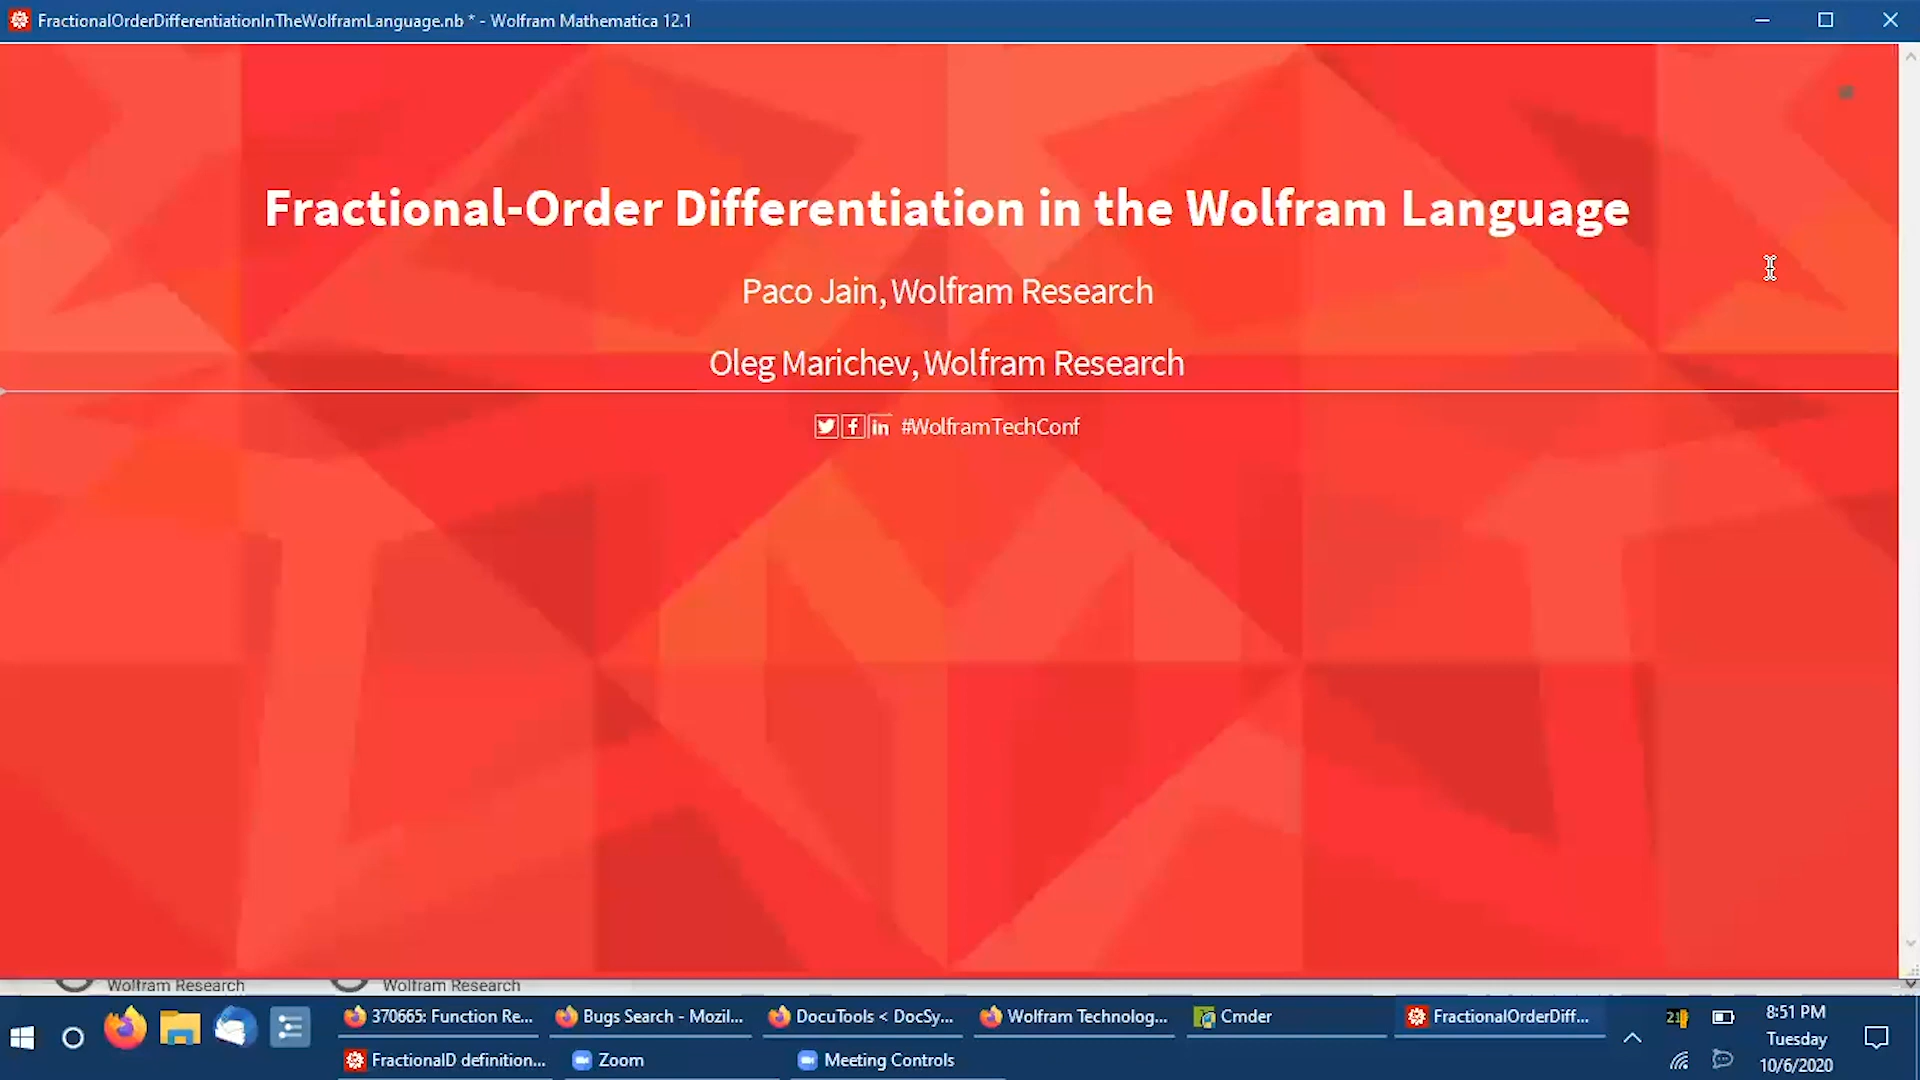 FractionalOrderDifferentiationInTheWolframLanguage.nb * - Wolfram Mathematica 12.1
Fractional-Order Differentiation in the Wolfram Language
Paco Jain, Wolfram Research
Oleg Marichev, Wolfram Research
#WolframTechConf
Wolfram Research Wolfram Research
370665: Function Re... Bugs Search - Mozil... DocuTools < DocSy... Wolfram Technolog... Cmder FractionalOrderDiff...
FractionalD definition... Zoom Meeting Controls
21
8:51 PM
Tuesday
10/6/2020